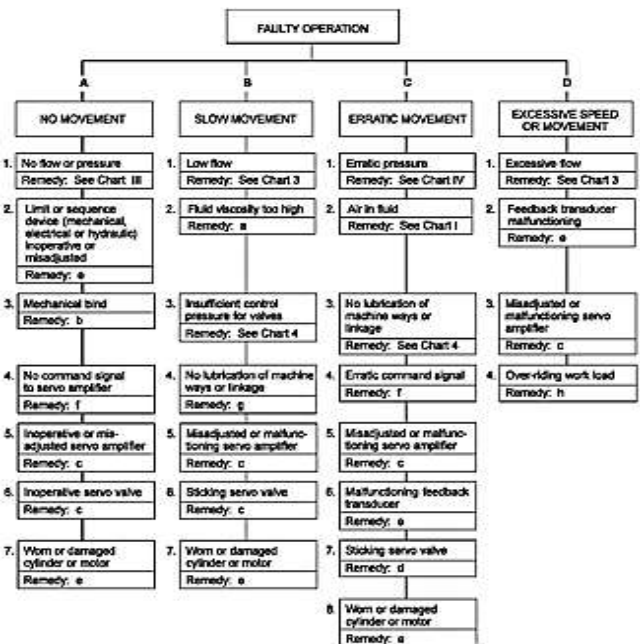 FAULTY OPERATION
A
NO MOVEMENT
1. No flow or pressure
Remedy: See Chart III
2. Limit or sequence
device (mechanical,
electrical or hydraulic)
inoperative or
misadjusted
Remedy: e
3. Mechanical bind
Remedy: b
4. No command signal
to servo amplifier
Remedy: f
5. Inoperative or mis-
adjusted servo amplifier
Remedy: c
6. Inoperative servo valve
Remedy: c
7. Worn or damaged
cylinder or motor
Remedy: e
B
SLOW MOVEMENT
1. Low flow
Remedy: See Chart 3
2. Fluid viscosity too high
Remedy: a
3. Insufficient control
pressure for valves
Remedy: See Chart 4
4. No lubrication of machine
ways or linkage
Remedy: g
5. Misadjusted or malfunc-
tioning servo amplifier
Remedy: c
6. Sticking servo valve
Remedy: c
7. Worn or damaged
cylinder or motor
Remedy: e
C
ERRATIC MOVEMENT
1. Erratic pressure
Remedy: See Chart IV
2. Air in fluid
Remedy: See Chart I
3. No lubrication of
machine ways or
linkage
Remedy: See Chart 4
4. Erratic command signal
Remedy: f
5. Misadjusted or malfunc-
tioning servo amplifier
Remedy: c
6. Malfunctioning feedback
transducer
Remedy: e
7. Sticking servo valve
Remedy: d
8. Worn or damaged
cylinder or motor
Remedy: e
D
EXCESSIVE SPEED
OR MOVEMENT
1. Excessive flow
Remedy: See Chart 3
2. Feedback transducer
malfunctioning
Remedy: e
3. Misadjusted or
malfunctioning servo
amplifier
Remedy: c
4. Over-riding work load
Remedy: h